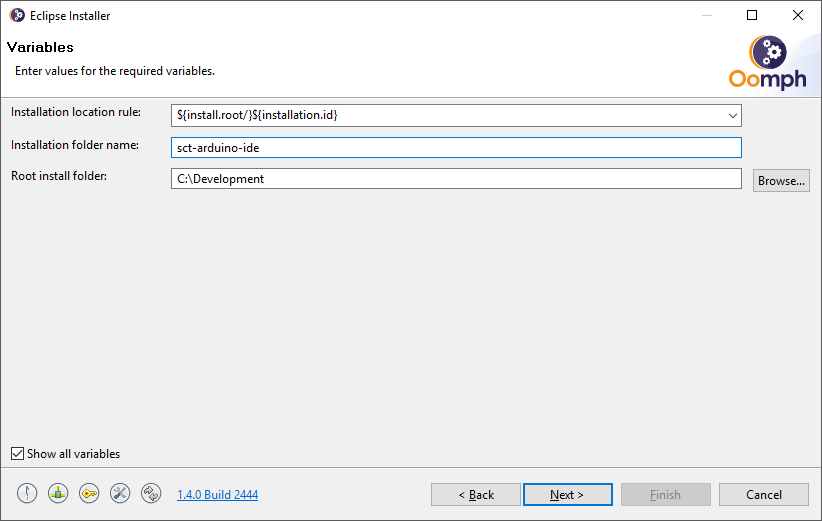 Eclipse Installer
Variables
Enter values for the required variables.
Oomph
Installation location rule:
${install.root/}${installation.id}
Installation folder name:
sct-arduino-ide
Root install folder:
C:\Development
Browse...
Show all variables
1.4.0 Build 2444
< Back
Next >
Finish
Cancel